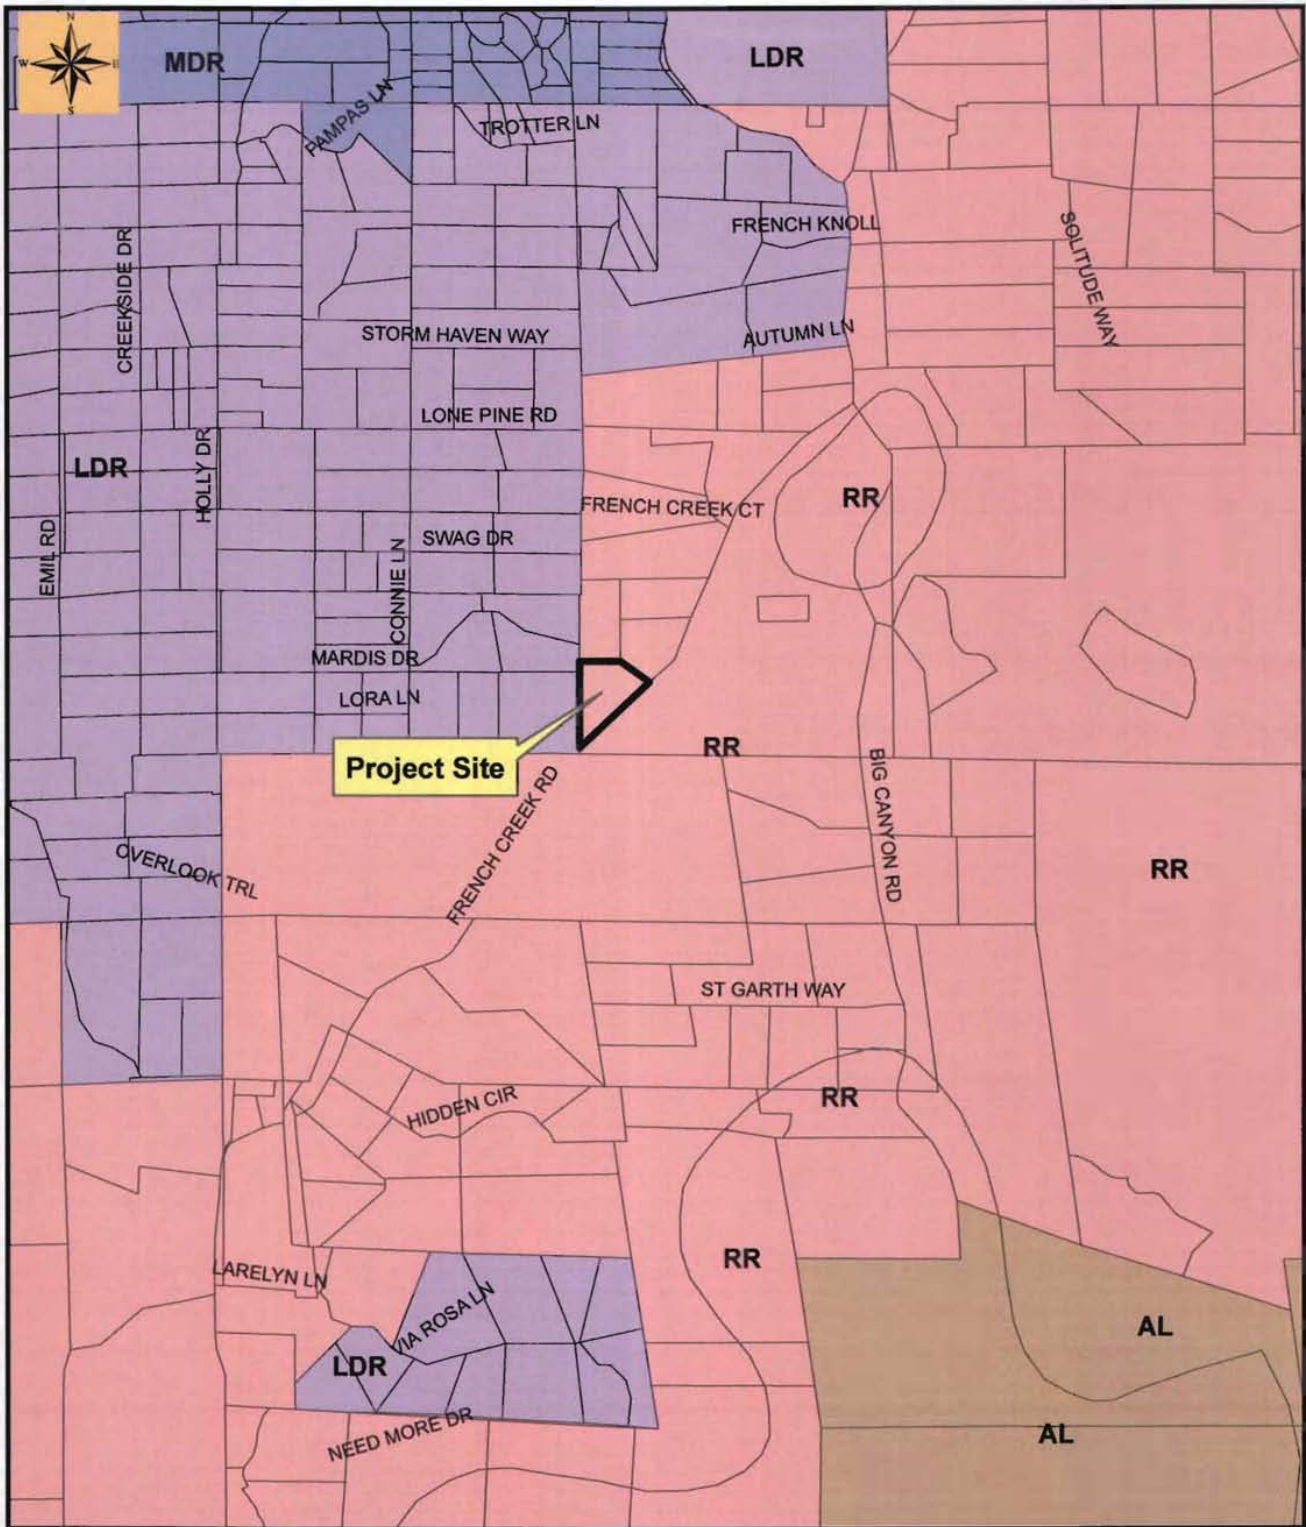 N
W
E
S
MDR
LDR
PAMPAS LN
TROTTER LN
FRENCH KNOLL
SOLITUDE WAY
CREEKSIDE DR
STORM HAVEN WAY
AUTUMN LN
LONE PINE RD
LDR
HOLLY DR
RR
FRENCH CREEK CT
EMIL RD
SWAG DR
CONNIE LN
MARDIS DR
LORA LN
RR
Project Site
BIG CANYON RD
FRENCH CREEK RD
OVERLOOK TRL
RR
ST GARTH WAY
HIDDEN CIR
RR
RR
LARELYN LN
VIA ROSA LN
AL
LDR
NEED MORE DR
AL